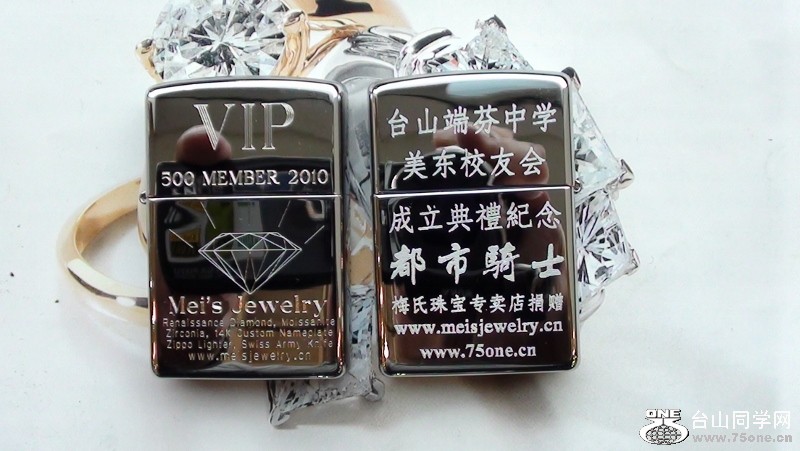 VIP
500 MEMBER 2010
Mei's Jewelry
Renaissance Diamond, Moissanite
Zirconia, 14K Custom Nameplate
Zippo Lighter, Swiss Army Knife
www.meisjewelry.cn
台山端芬中学
美东校友会
成立典禮紀念
都市騎士
梅氏珠宝专卖店捐赠
www.meisjewelry.cn
www.75one.cn
ONE
台山同学网
www.75one.cn